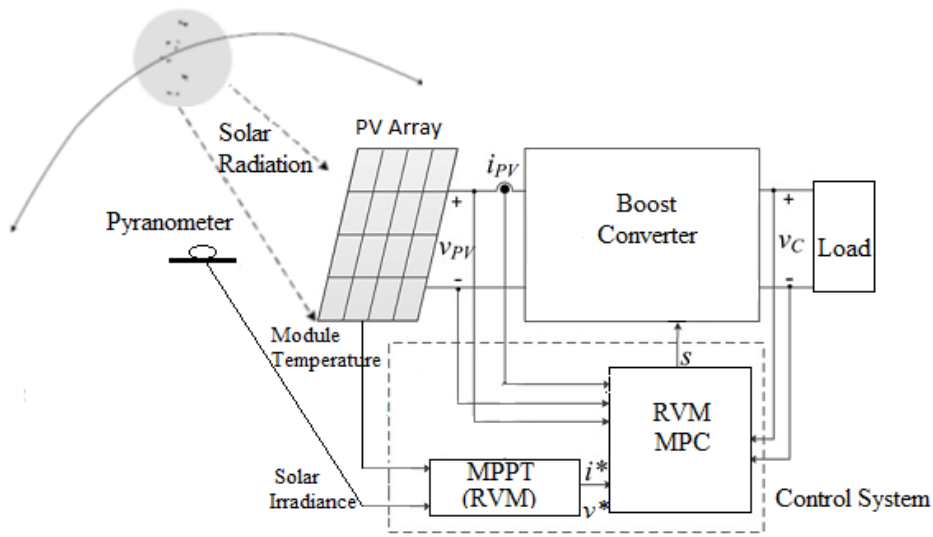 Solar
Radiation
PV Array
Pyranometer
iPV
+
vPV
-
Boost
Converter
+
vC
-
Load
Module
Temperature
s
RVM
MPC
MPPT
(RVM)
i*
v*
Solar
Irradiance
Control System